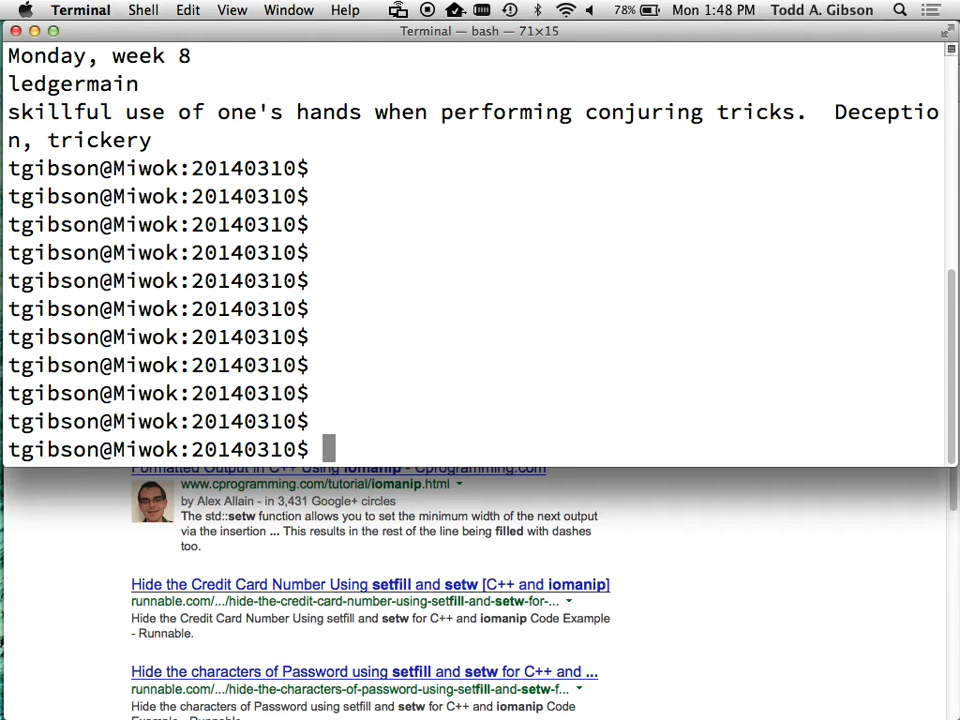 Terminal Shell Edit View Window Help 78% Mon 1:48 PM Todd A. Gibson
Terminal — bash — 71×15
Monday, week 8
ledgermain
skillful use of one's hands when performing conjuring tricks.  Deceptio
n, trickery
tgibson@Miwok:20140310$
tgibson@Miwok:20140310$
tgibson@Miwok:20140310$
tgibson@Miwok:20140310$
tgibson@Miwok:20140310$
tgibson@Miwok:20140310$
tgibson@Miwok:20140310$
tgibson@Miwok:20140310$
tgibson@Miwok:20140310$
tgibson@Miwok:20140310$
tgibson@Miwok:20140310$
Formatted Output in C++ Using iomanip - Cprogramming.com
www.cprogramming.com/tutorial/iomanip.html
by Alex Allain - in 3,431 Google+ circles
The std::setw function allows you to set the minimum width of the next output
via the insertion ... This results in the rest of the line being filled with dashes
too.
Hide the Credit Card Number Using setfill and setw [C++ and iomanip]
runnable.com/.../hide-the-credit-card-number-using-setfill-and-setw-for-...
Hide the Credit Card Number Using setfill and setw for C++ and iomanip Code Example
- Runnable.
Hide the characters of Password using setfill and setw for C++ and ...
runnable.com/.../hide-the-characters-of-password-using-setfill-and-setw-f...
Hide the characters of Password using setfill and setw for C++ and iomanip Code
Example - Runnable.